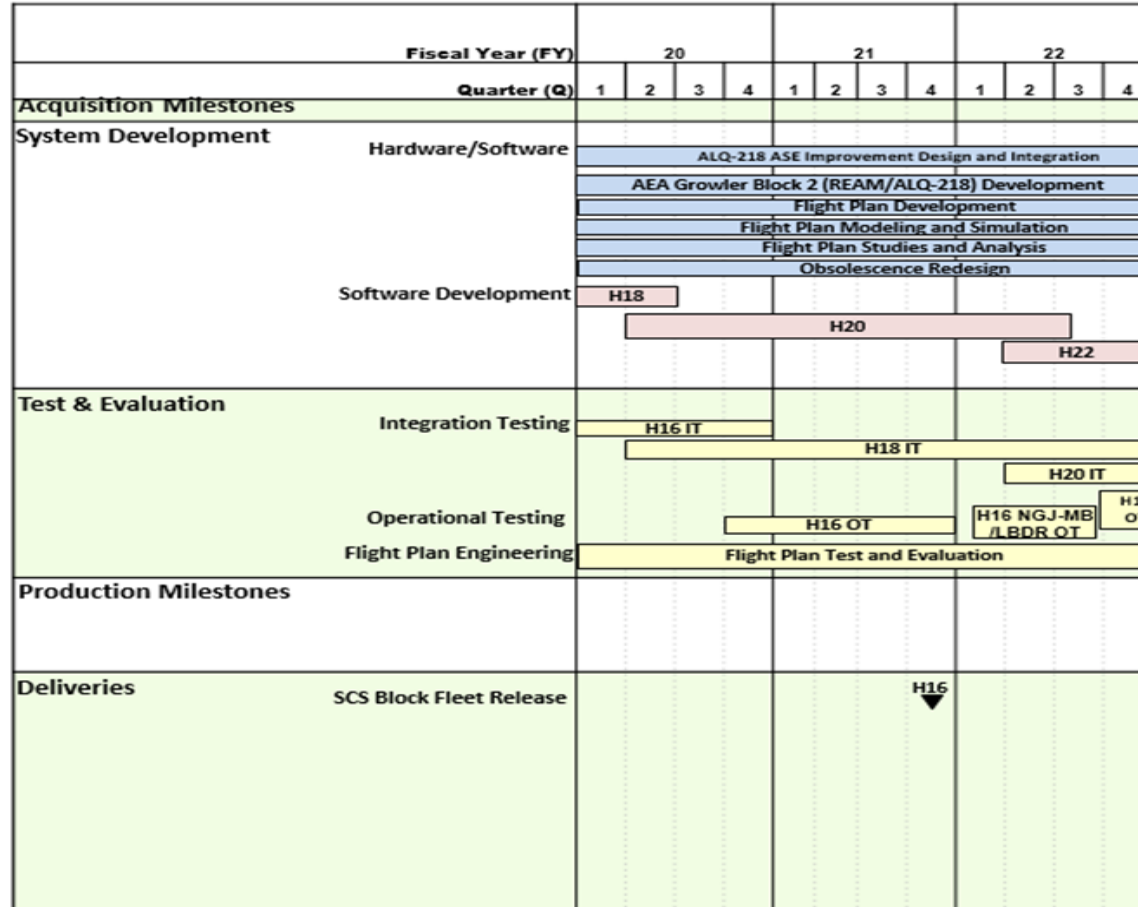 Fiscal Year (FY) 20 21 22
Quarter (Q) 1 2 3 4 1 2 3 4 1 2 3 4
Acquisition Milestones
System Development
Hardware/Software
ALQ-218 ASE Improvement Design and Integration
AEA Growler Block 2 (REAM/ALQ-218) Development
Flight Plan Development
Flight Plan Modeling and Simulation
Flight Plan Studies and Analysis
Obsolescence Redesign
Software Development H18
H20
H22
Test & Evaluation
Integration Testing H16 IT
H18 IT
H20 IT
Operational Testing H16 OT
H16 NGJ-MB
/LBDR OT
Flight Plan Engineering Flight Plan Test and Evaluation
Production Milestones
Deliveries
SCS Block Fleet Release H16